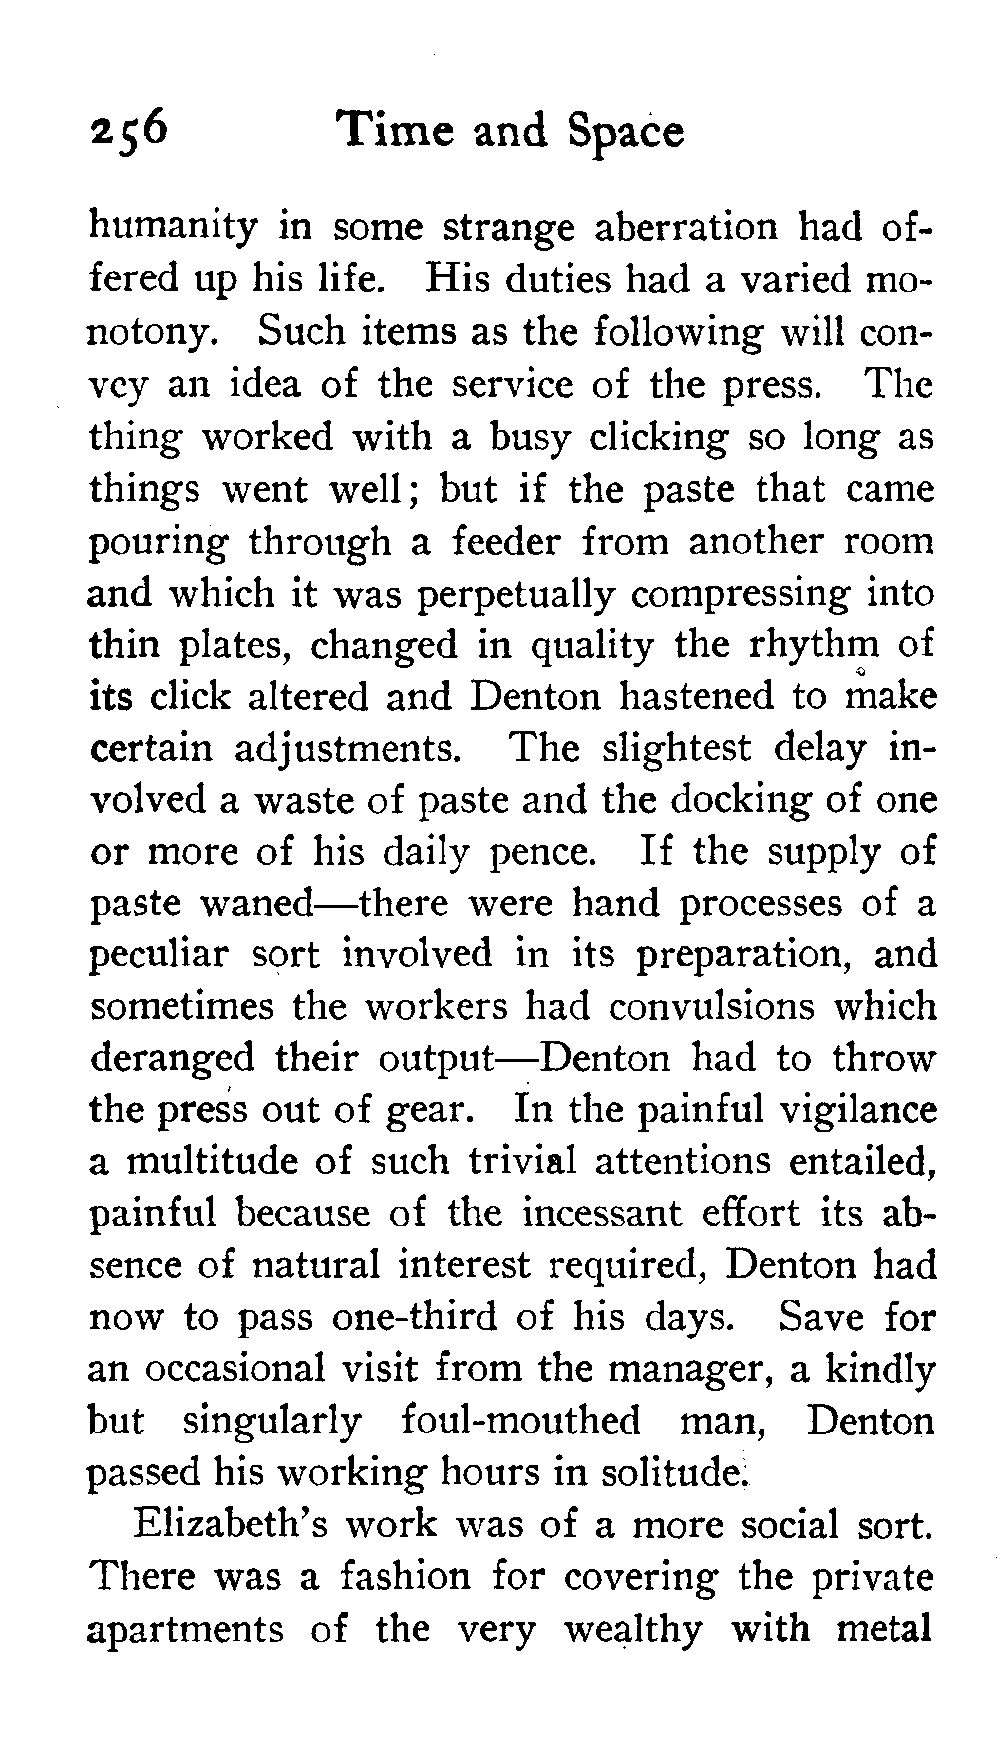 256 Time and Space
humanity in some strange aberration had of-
fered up his life. His duties had a varied mo-
notony. Such items as the following will con-
vey an idea of the service of the press. The
thing worked with a busy clicking so long as
things went well; but if the paste that came
pouring through a feeder from another room
and which it was perpetually compressing into
thin plates, changed in quality the rhythm of
its click altered and Denton hastened to make
certain adjustments. The slightest delay in-
volved a waste of paste and the docking of one
or more of his daily pence. If the supply of
paste waned—there were hand processes of a
peculiar sort involved in its preparation, and
sometimes the workers had convulsions which
deranged their output—Denton had to throw
the press out of gear. In the painful vigilance
a multitude of such trivial attentions entailed,
painful because of the incessant effort its ab-
sence of natural interest required, Denton had
now to pass one-third of his days. Save for
an occasional visit from the manager, a kindly
but singularly foul-mouthed man, Denton
passed his working hours in solitude.
Elizabeth's work was of a more social sort.
There was a fashion for covering the private
apartments of the very wealthy with metal